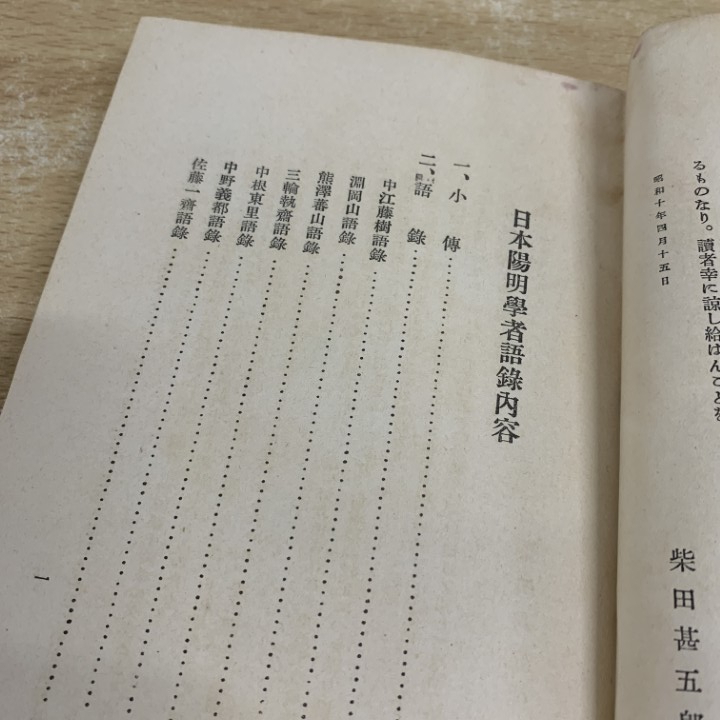 るものなり。讀者幸に諒し給はんことを
昭和十年四月十五日
柴田甚五郎
日本陽明學者語錄內容
一、小傳
二、語錄
中江藤樹語錄
淵岡山語錄
熊澤蕃山語錄
三輪執齋語錄
中根東里語錄
中野義都語錄
佐藤一齋語錄
一